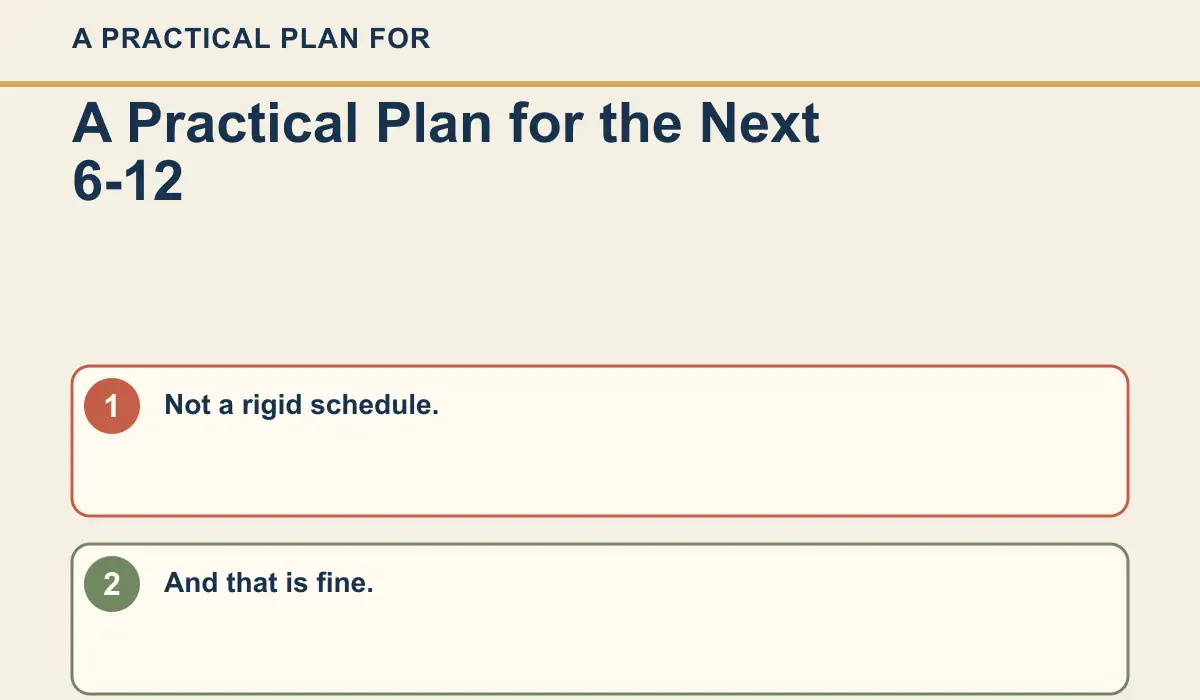 A PRACTICAL PLAN FOR
A Practical Plan for the Next
6-12
1 Not a rigid schedule.
2 And that is fine.